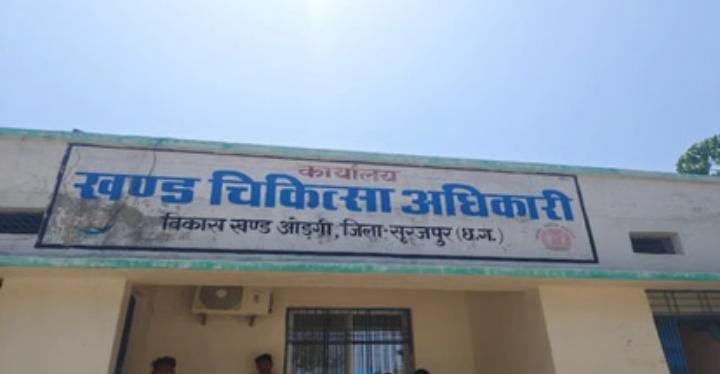 कार्यालय
खण्ड चिकित्सा अधिकारी
विकास खण्ड ओड़गी, जिला-सूरजपुर (छ.ग.)